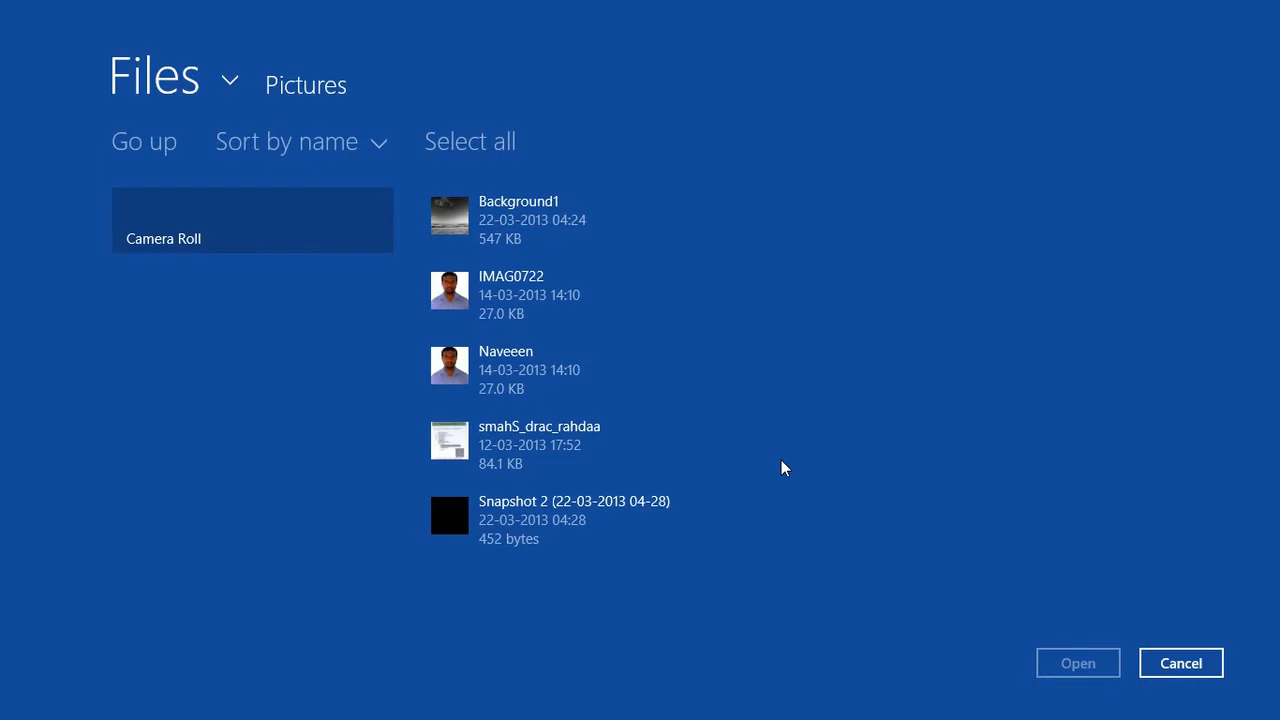 Files Pictures
Go up Sort by name Select all
Camera Roll
Background1
22-03-2013 04:24
547 KB
IMAG0722
14-03-2013 14:10
27.0 KB
Naveeen
14-03-2013 14:10
27.0 KB
smahS_drac_rahdaa
12-03-2013 17:52
84.1 KB
Snapshot 2 (22-03-2013 04-28)
22-03-2013 04:28
452 bytes
Open Cancel